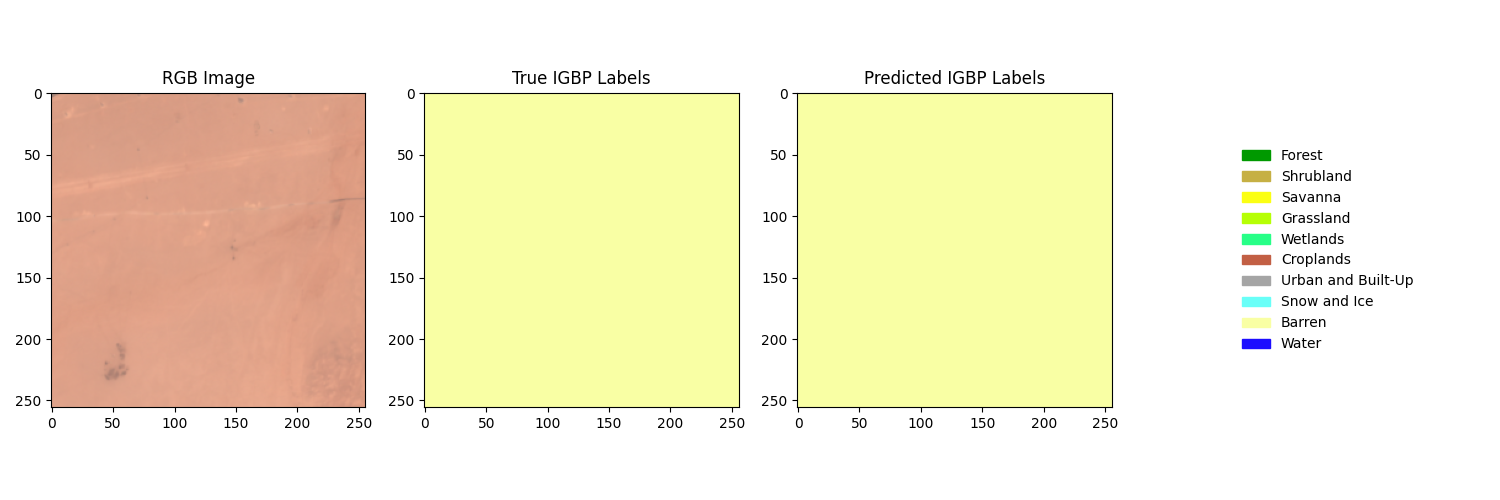 RGB Image
True IGBP Labels
Predicted IGBP Labels
0
50
100
150
200
250
0
50
100
150
200
250
0
50
100
150
200
250
0 50 100 150 200 250
0 50 100 150 200 250
0 50 100 150 200 250
Forest
Shrubland
Savanna
Grassland
Wetlands
Croplands
Urban and Built-Up
Snow and Ice
Barren
Water